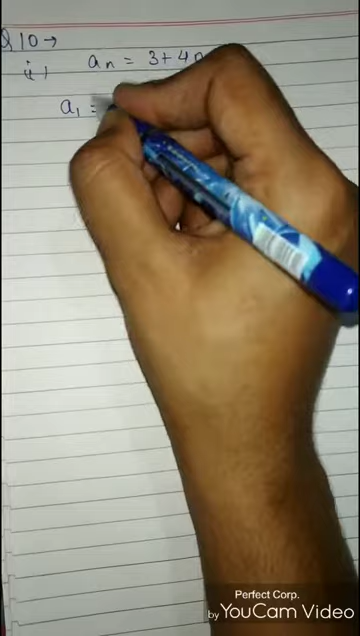 Q10→
(i) an = 3 + 4n
a1 =
Perfect Corp.
by YouCam Video